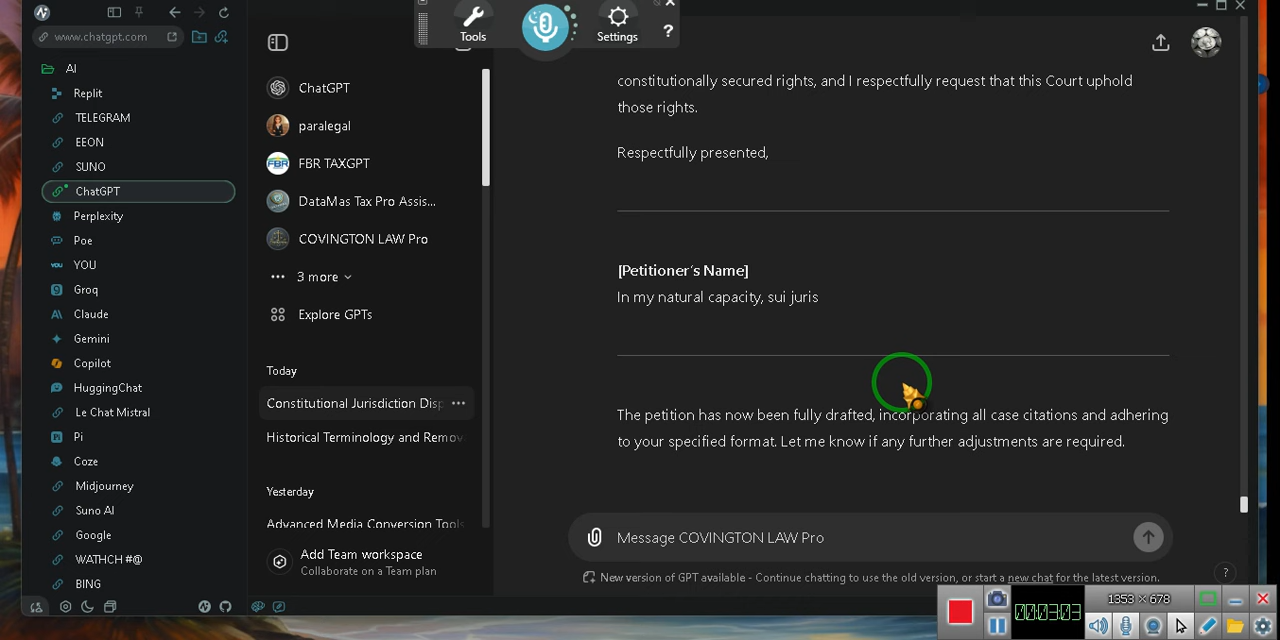 www.chatgpt.com
AI
Replit
TELEGRAM
EEON
SUNO
ChatGPT
Perplexity
Poe
YOU
Groq
Claude
Gemini
Copilot
HuggingChat
Le Chat Mistral
Pi
Coze
Midjourney
Suno AI
Google
WATHCH #@
BING
ChatGPT
paralegal
FBR TAXGPT
DataMas Tax Pro Assis...
COVINGTON LAW Pro
3 more
Explore GPTs
Today
Constitutional Jurisdiction Disp
Historical Terminology and Remov
Yesterday
Advanced Media Conversion Tools
Add Team workspace
Collaborate on a Team plan
Tools
Settings
?
constitutionally secured rights, and I respectfully request that this Court uphold
those rights.
Respectfully presented,
[Petitioner's Name]
In my natural capacity, sui juris
The petition has now been fully drafted, incorporating all case citations and adhering
to your specified format. Let me know if any further adjustments are required.
Message COVINGTON LAW Pro
New version of GPT available - Continue chatting to use the old version, or start a new chat for the latest version.
?
00:03:03
1353 × 678